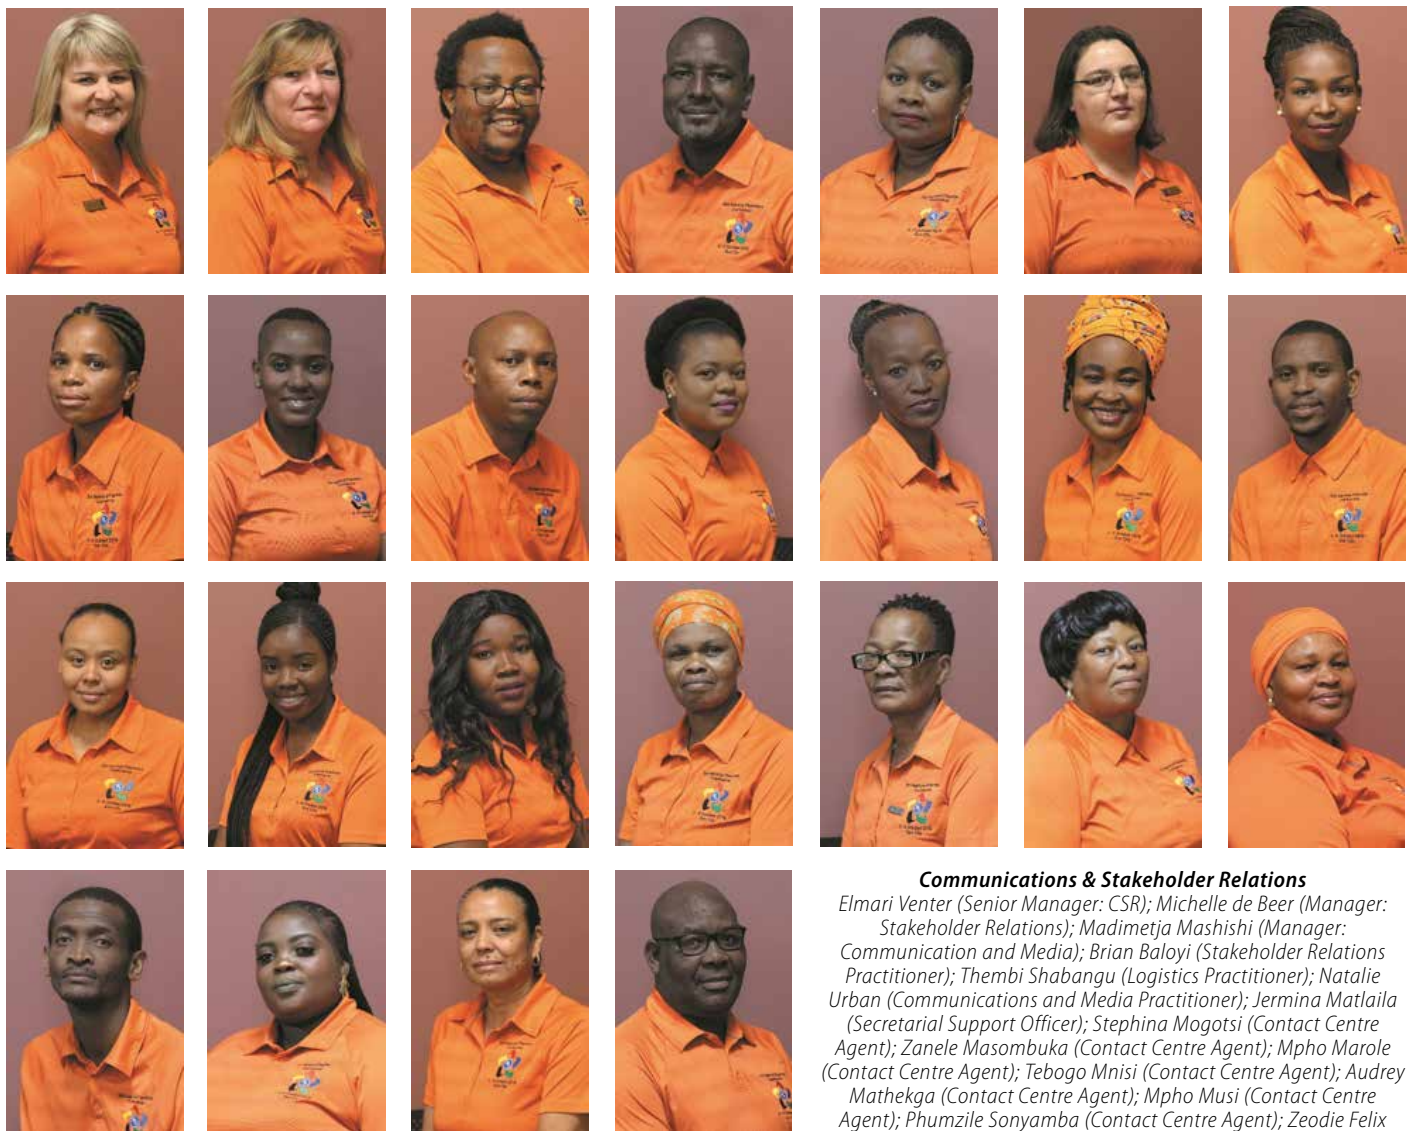 Communications & Stakeholder Relations
Elmari Venter (Senior Manager: CSR); Michelle de Beer (Manager:
Stakeholder Relations); Madimetja Mashishi (Manager:
Communication and Media); Brian Baloyi (Stakeholder Relations
Practitioner); Thembi Shabangu (Logistics Practitioner); Natalie
Urban (Communications and Media Practitioner); Jermina Matlaila
(Secretarial Support Officer); Stephina Mogotsi (Contact Centre
Agent); Zanele Masombuka (Contact Centre Agent); Mpho Marole
(Contact Centre Agent); Tebogo Mnisi (Contact Centre Agent); Audrey
Mathekga (Contact Centre Agent); Mpho Musi (Contact Centre
Agent); Phumzile Sonyamba (Contact Centre Agent); Zeodie Felix